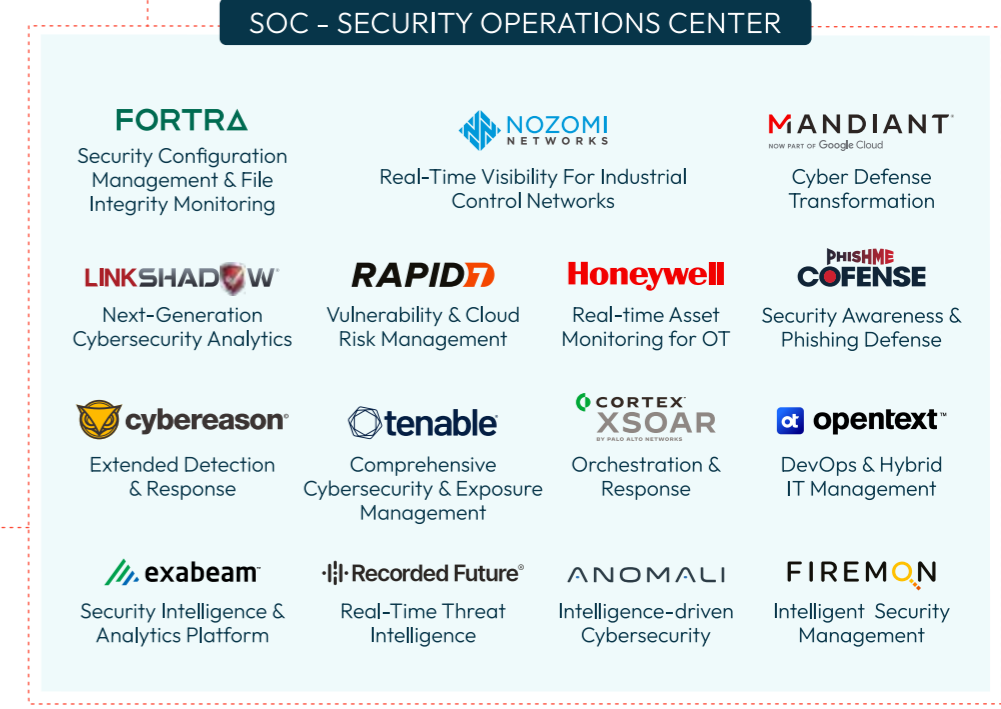 SOC - SECURITY OPERATIONS CENTER
FORTRA
Security Configuration
Management & File
Integrity Monitoring
NOZOMI
NETWORKS
Real-Time Visibility For Industrial
Control Networks
MANDIANT
NOW PART OF Google Cloud
Cyber Defense
Transformation
LINKSHADOW
Next-Generation
Cybersecurity Analytics
RAPID7
Vulnerability & Cloud
Risk Management
Honeywell
Real-time Asset
Monitoring for OT
PHISHME
COFENSE
Security Awareness &
Phishing Defense
cybereason®
Extended Detection
& Response
tenable
Comprehensive
Cybersecurity & Exposure
Management
CORTEX
XSOAR
BY PALO ALTO NETWORKS
Orchestration &
Response
ot opentext™
DevOps & Hybrid
IT Management
exabeam
Security Intelligence &
Analytics Platform
Recorded Future®
Real-Time Threat
Intelligence
ANOMALI
Intelligence-driven
Cybersecurity
FIREMON
Intelligent Security
Management